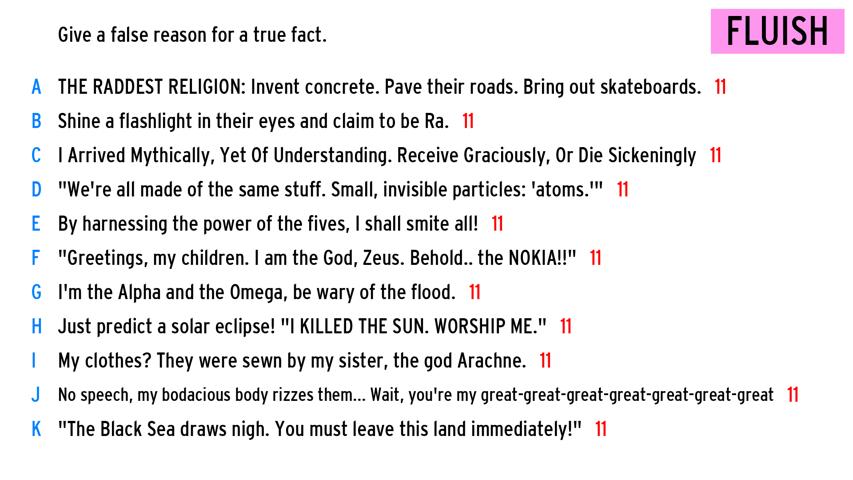 Give a false reason for a true fact.
FLUISH
A THE RADDEST RELIGION: Invent concrete. Pave their roads. Bring out skateboards. 11
B Shine a flashlight in their eyes and claim to be Ra. 11
C I Arrived Mythically, Yet Of Understanding. Receive Graciously, Or Die Sickeningly 11
D "We're all made of the same stuff. Small, invisible particles: 'atoms.'" 11
E By harnessing the power of the fives, I shall smite all! 11
F "Greetings, my children. I am the God, Zeus. Behold.. the NOKIA!!" 11
G I'm the Alpha and the Omega, be wary of the flood. 11
H Just predict a solar eclipse! "I KILLED THE SUN. WORSHIP ME." 11
I My clothes? They were sewn by my sister, the god Arachne. 11
J No speech, my bodacious body rizzes them... Wait, you're my great-great-great-great-great-great-great 11
K "The Black Sea draws nigh. You must leave this land immediately!" 11